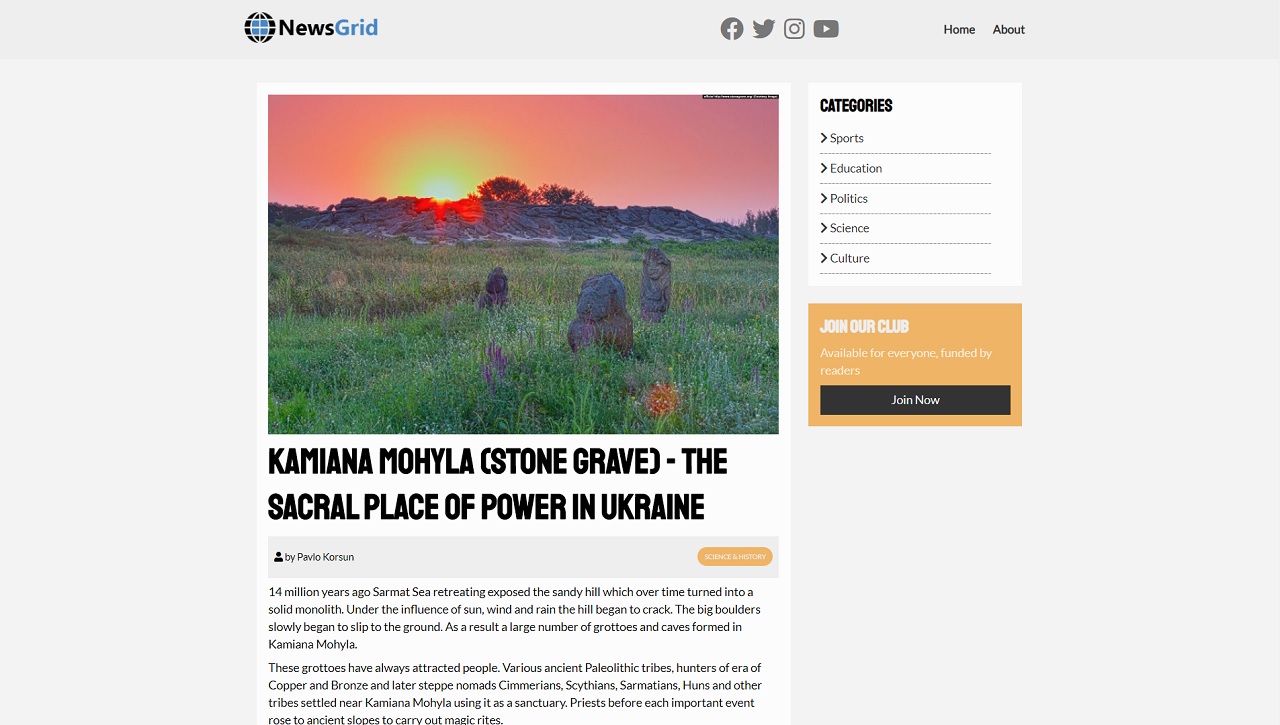 NewsGrid
Home
About
KAMIANA MOHYLA (STONE GRAVE) - THE
SACRAL PLACE OF POWER IN UKRAINE
by Pavlo Korsun
SCIENCE & HISTORY
14 million years ago Sarmat Sea retreating exposed the sandy hill which over time turned into a
solid monolith. Under the influence of sun, wind and rain the hill began to crack. The big boulders
slowly began to slip to the ground. As a result a large number of grottoes and caves formed in
Kamiana Mohyla.
These grottoes have always attracted people. Various ancient Paleolithic tribes, hunters of era of
Copper and Bronze and later steppe nomads Cimmerians, Scythians, Sarmatians, Huns and other
tribes settled near Kamiana Mohyla using it as a sanctuary. Priests before each important event
rose to ancient slopes to carry out magic rites.
CATEGORIES
Sports
Education
Politics
Science
Culture
JOIN OUR CLUB
Available for everyone, funded by
readers
Join Now